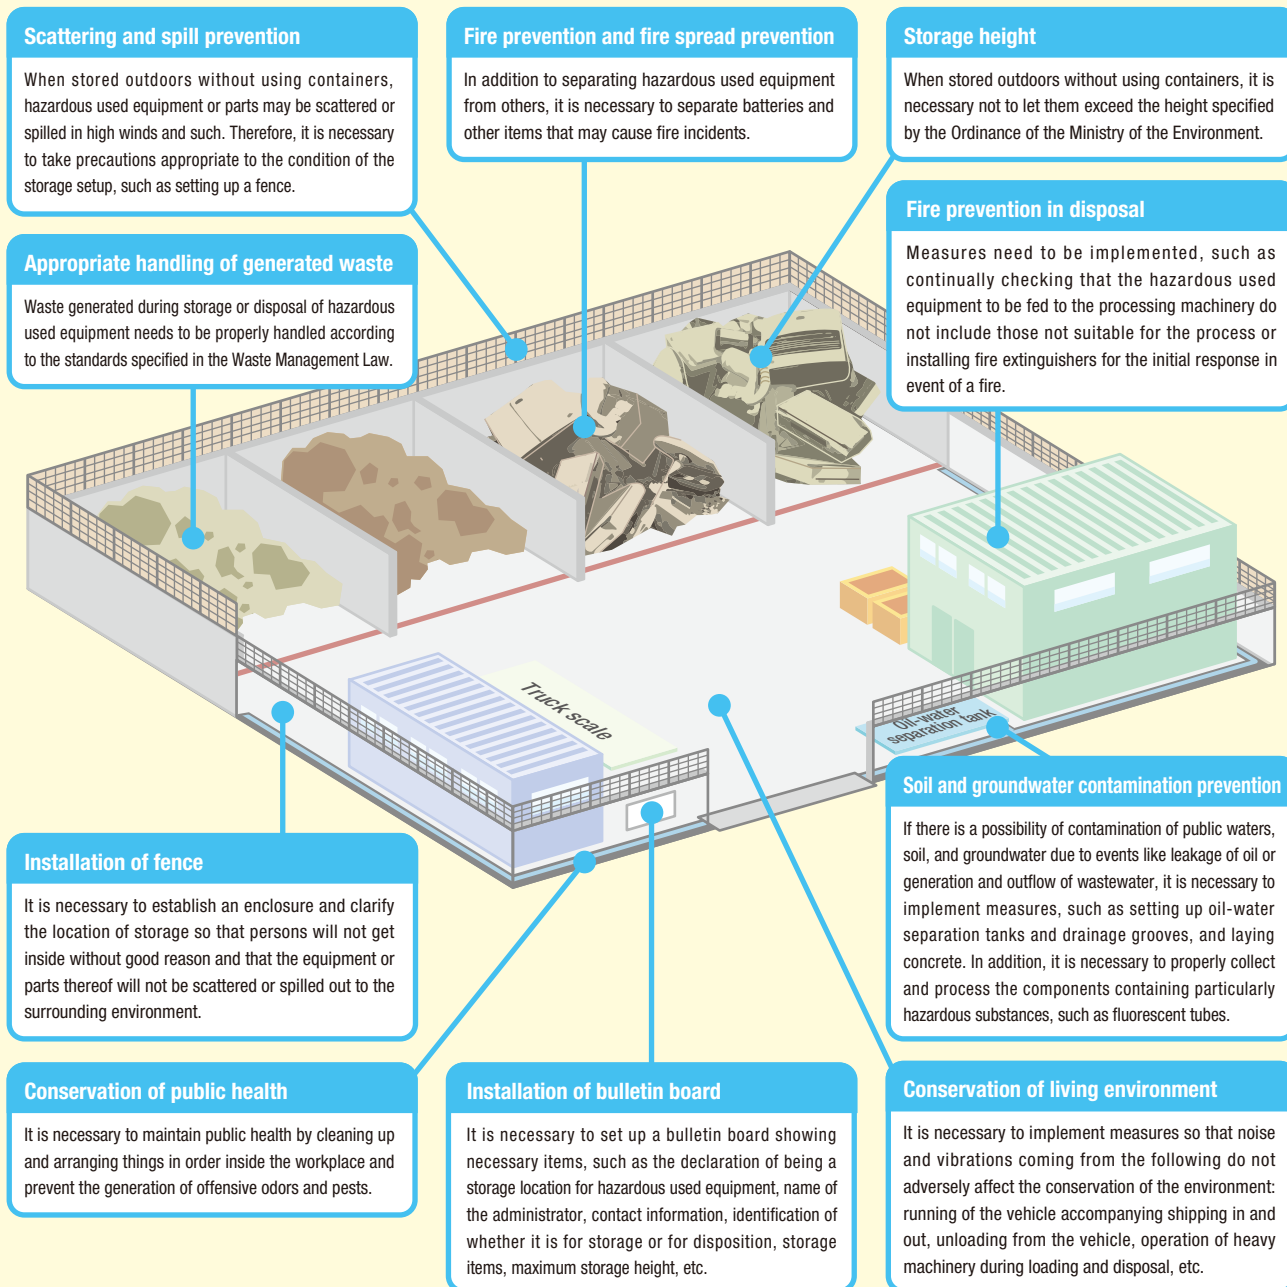 Scattering and spill prevention
When stored outdoors without using containers,
hazardous used equipment or parts may be scattered or
spilled in high winds and such. Therefore, it is necessary
to take precautions appropriate to the condition of the
storage setup, such as setting up a fence.
Fire prevention and fire spread prevention
In addition to separating hazardous used equipment
from others, it is necessary to separate batteries and
other items that may cause fire incidents.
Storage height
When stored outdoors without using containers, it is
necessary not to let them exceed the height specified
by the Ordinance of the Ministry of the Environment.
Appropriate handling of generated waste
Waste generated during storage or disposal of hazardous
used equipment needs to be properly handled according
to the standards specified in the Waste Management Law.
Fire prevention in disposal
Measures need to be implemented, such as
continually checking that the hazardous used
equipment to be fed to the processing machinery do
not include those not suitable for the process or
installing fire extinguishers for the initial response in
event of a fire.
Truck scale
Oil-water
separation tank
Installation of fence
It is necessary to establish an enclosure and clarify
the location of storage so that persons will not get
inside without good reason and that the equipment or
parts thereof will not be scattered or spilled out to the
surrounding environment.
Soil and groundwater contamination prevention
If there is a possibility of contamination of public waters,
soil, and groundwater due to events like leakage of oil or
generation and outflow of wastewater, it is necessary to
implement measures, such as setting up oil-water
separation tanks and drainage grooves, and laying
concrete. In addition, it is necessary to properly collect
and process the components containing particularly
hazardous substances, such as fluorescent tubes.
Conservation of public health
It is necessary to maintain public health by cleaning up
and arranging things in order inside the workplace and
prevent the generation of offensive odors and pests.
Installation of bulletin board
It is necessary to set up a bulletin board showing
necessary items, such as the declaration of being a
storage location for hazardous used equipment, name of
the administrator, contact information, identification of
whether it is for storage or for disposition, storage
items, maximum storage height, etc.
Conservation of living environment
It is necessary to implement measures so that noise
and vibrations coming from the following do not
adversely affect the conservation of the environment:
running of the vehicle accompanying shipping in and
out, unloading from the vehicle, operation of heavy
machinery during loading and disposal, etc.